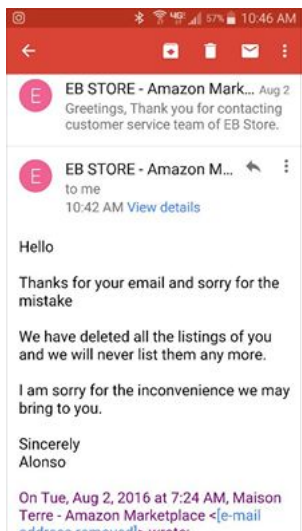 57% 10:46 AM
EB STORE - Amazon Mark... Aug 2
Greetings, Thank you for contacting
customer service team of EB Store.
E
EB STORE - Amazon M...
to me
10:42 AM View details
E
Hello
Thanks for your email and sorry for the
mistake
We have deleted all the listings of you
and we will never list them any more.
I am sorry for the inconvenience we may
bring to you.
Sincerely
Alonso
On Tue, Aug 2, 2016 at 7:24 AM, Maison
Terre - Amazon Marketplace <[e-mail